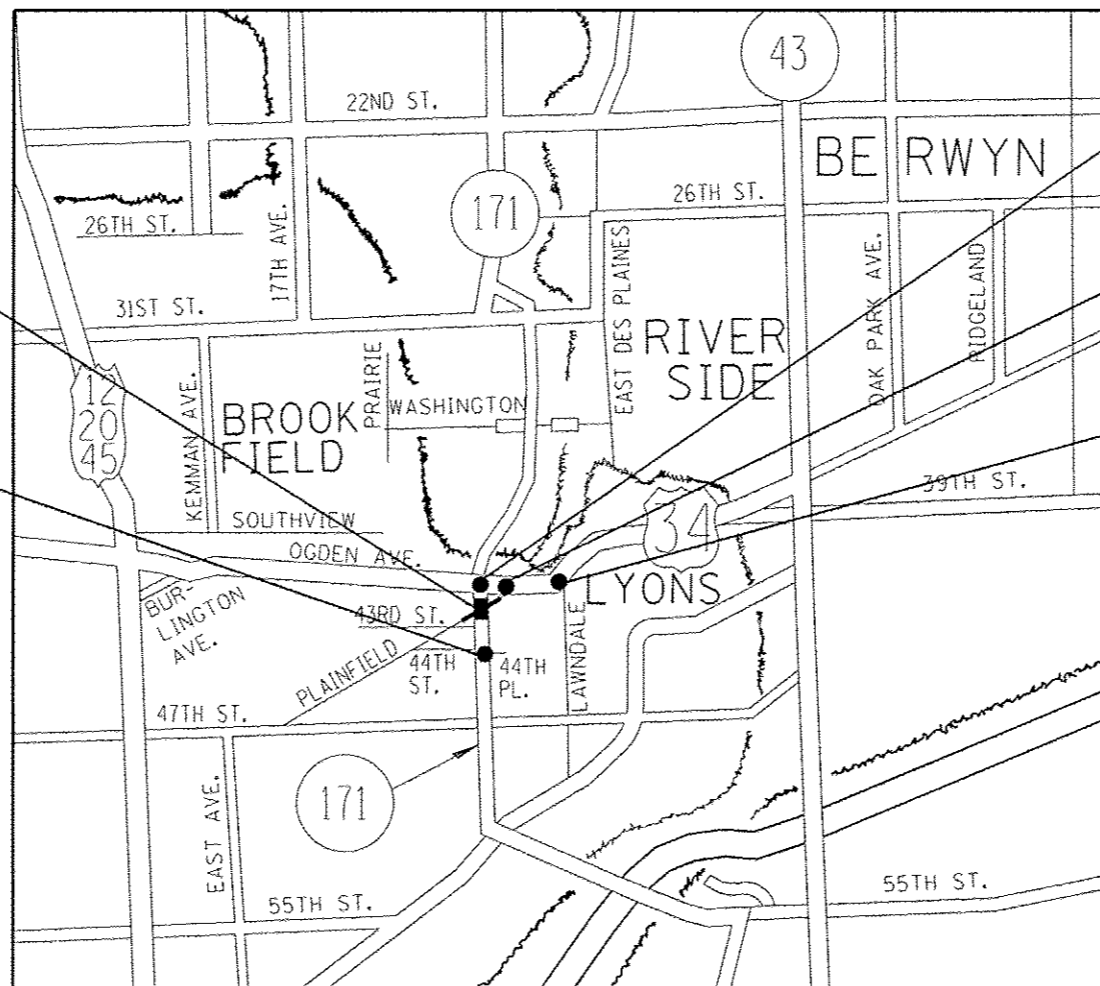 43
22ND ST.
BERWYN
171
26TH ST.
26TH ST.
17TH AVE.
EAST DES PLAINES
OAK PARK AVE.
RIDGELAND
31ST ST.
RIVER
SIDE
PRAIRIE
12
20
45
KEMMAN AVE.
BROOK
FIELD
WASHINGTON
39TH ST.
SOUTHVIEW
34
OGDEN AVE.
LYONS
BUR-
LINGTON
AVE.
43RD ST.
PLAINFIELD
44TH
ST.
44TH
PL.
LAWNDALE
47TH ST.
171
EAST AVE.
55TH ST.
55TH ST.